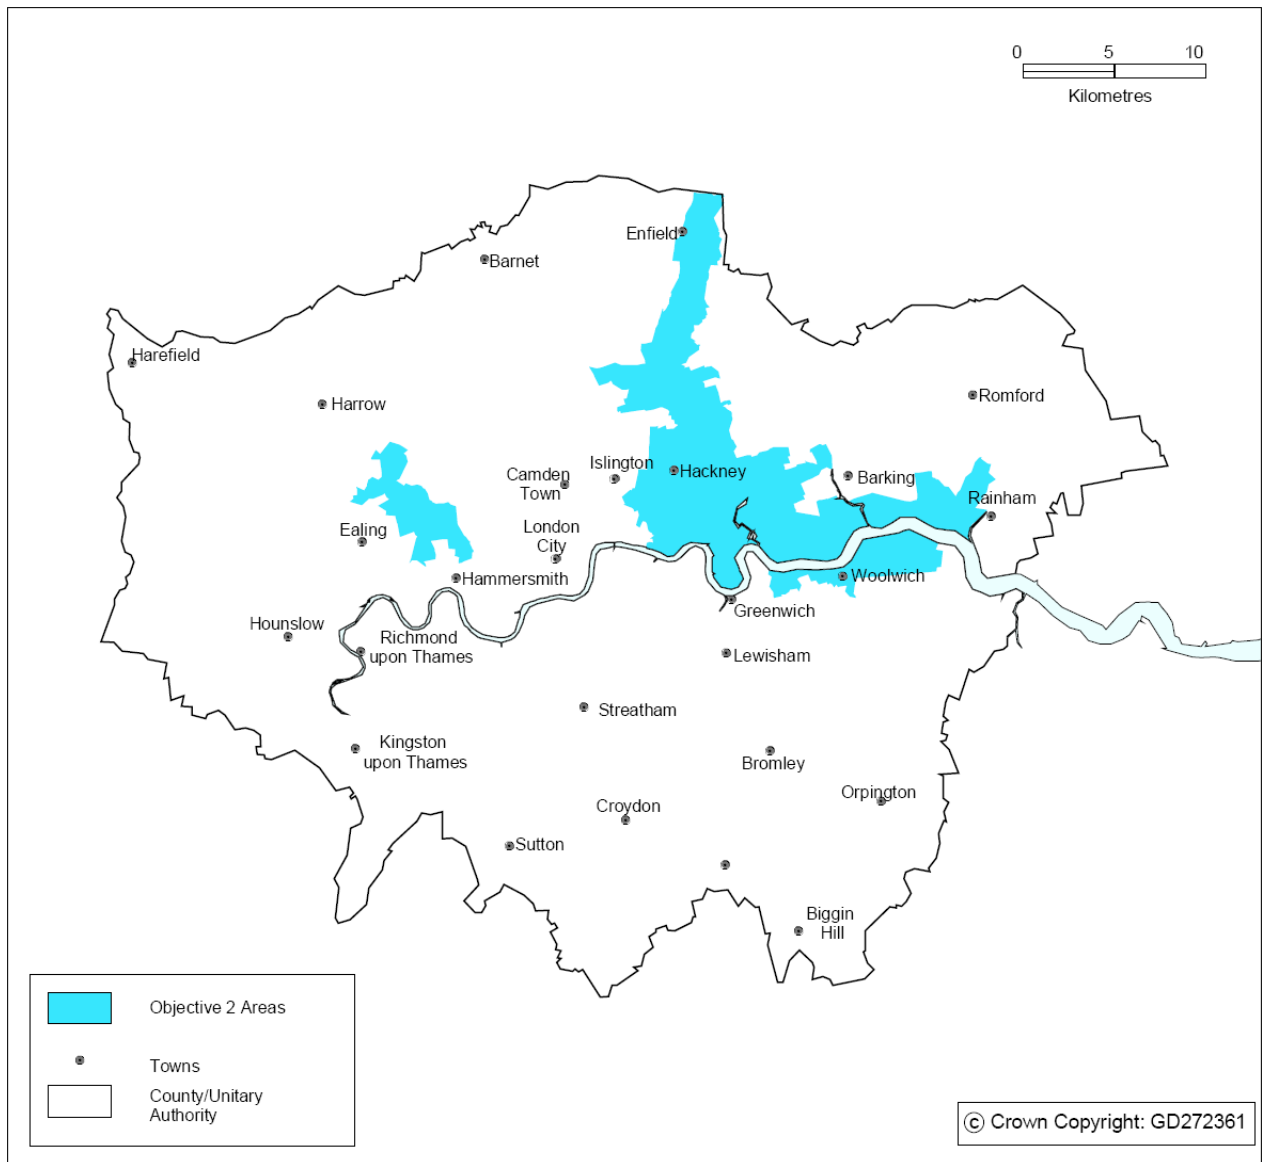 0 5 10
Kilometres
Enfield
Barnet
Harefield
Harrow
Romford
Islington
Camden
Town
Hackney
Barking
Rainham
Ealing
London
City
Hammersmith
Woolwich
Greenwich
Hounslow
Richmond
upon Thames
Lewisham
Streatham
Kingston
upon Thames
Bromley
Orpington
Croydon
Sutton
Biggin
Hill
Objective 2 Areas
Towns
County/Unitary
Authority
© Crown Copyright: GD272361